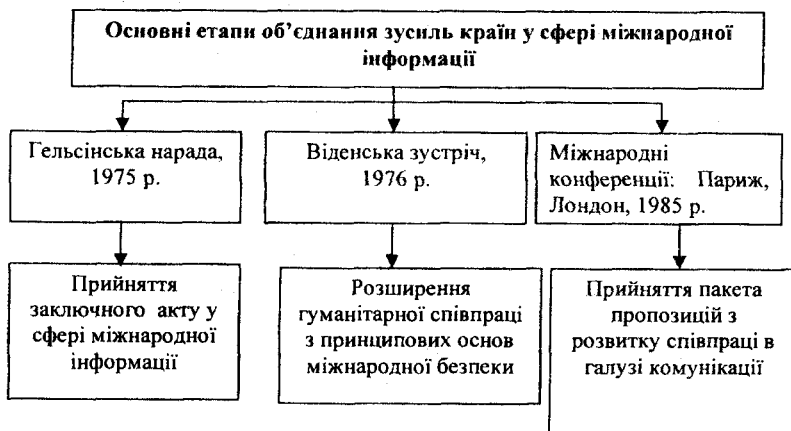 Основні етапи об’єднання зусиль країн у сфері міжнародної
інформації
Гельсінська нарада,
1975 р.
Віденська зустріч,
1976 р.
Міжнародні
конференції: Париж,
Лондон, 1985 р.
Прийняття
заключного акту у
сфері міжнародної
інформації
Розширення
гуманітарної співпраці
з принципових основ
міжнародної безпеки
Прийняття пакета
пропозицій з
розвитку співпраці в
галузі комунікації